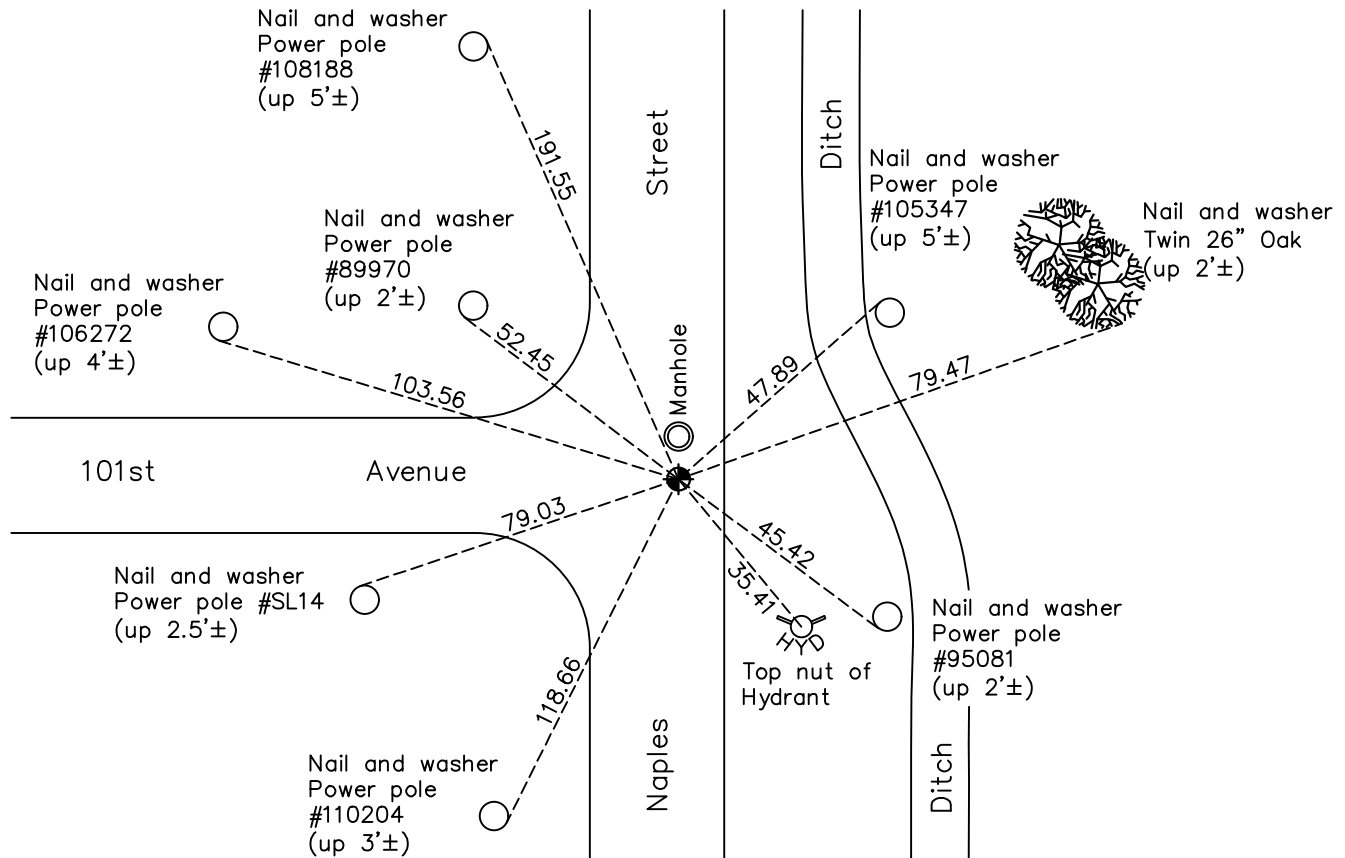 Nail and washer
Power pole
#108188
(up 5'±)
191.55
Street
Ditch
Nail and washer
Power pole
#105347
(up 5'±)
Nail and washer
Twin 26" Oak
(up 2'±)
Nail and washer
Power pole
#89970
(up 2'±)
Nail and washer
Power pole
#106272
(up 4'±)
52.45
103.56
Manhole
47.89
79.47
101st Avenue
79.03
45.42
35.41
Nail and washer
Power pole #SL14
(up 2.5'±)
HYD
Top nut of
Hydrant
Nail and washer
Power pole
#95081
(up 2'±)
118.66
Naples
Ditch
Nail and washer
Power pole
#110204
(up 3'±)